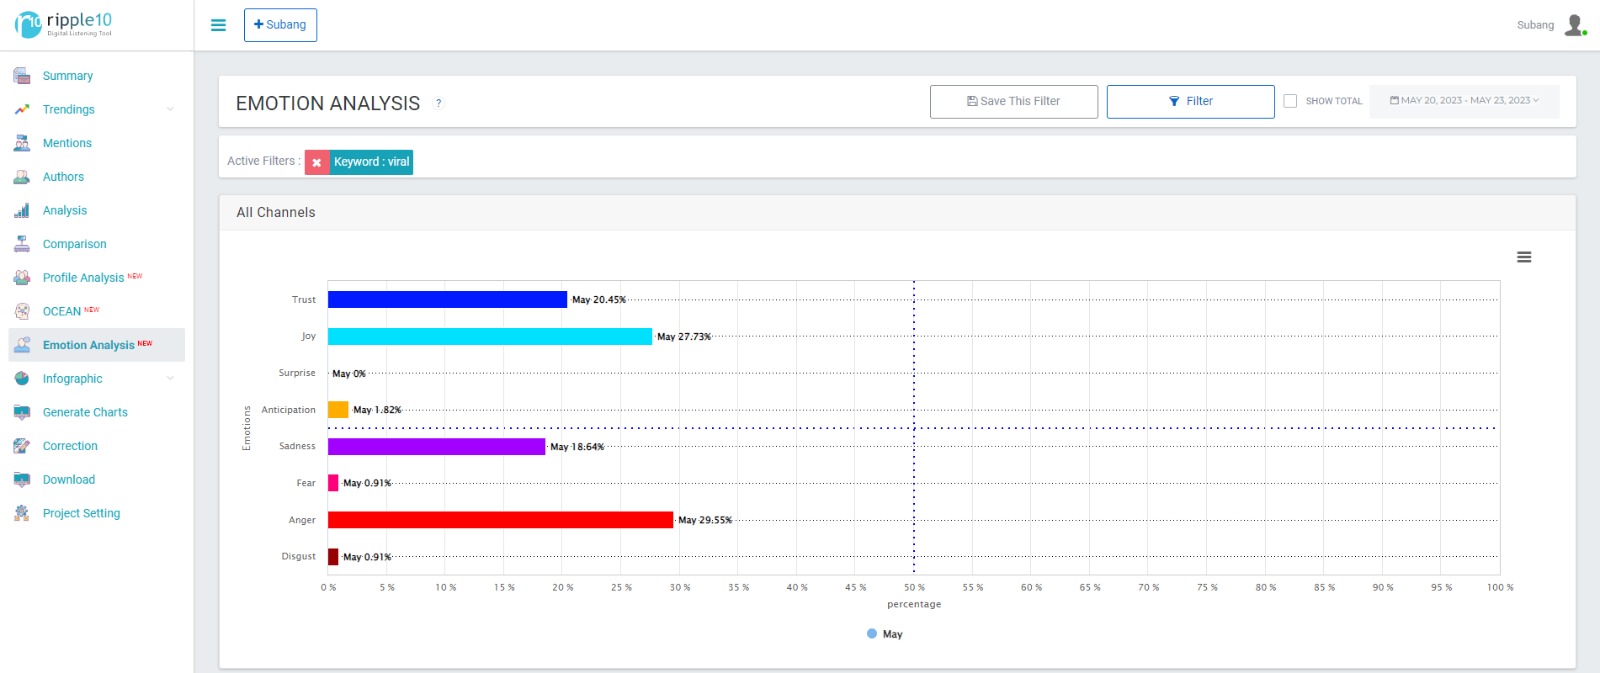 ripple10
Digital Listening Tool
Subang
Subang
Summary
Trendings
Mentions
Authors
Analysis
Comparison
Profile Analysis NEW
OCEAN NEW
Emotion Analysis NEW
Infographic
Generate Charts
Correction
Download
Project Setting
EMOTION ANALYSIS ?
Save This Filter
Filter
SHOW TOTAL
MAY 20, 2023 - MAY 23, 2023
Active Filters : Keyword : viral
All Channels
Emotions
Trust May 20.45%
Joy May 27.73%
Surprise May 0%
Anticipation May 1.82%
Sadness May 18.64%
Fear May 0.91%
Anger May 29.55%
Disgust May 0.91%
0 % 5 % 10 % 15 % 20 % 25 % 30 % 35 % 40 % 45 % 50 % 55 % 60 % 65 % 70 % 75 % 80 % 85 % 90 % 95 % 100 %
percentage
May